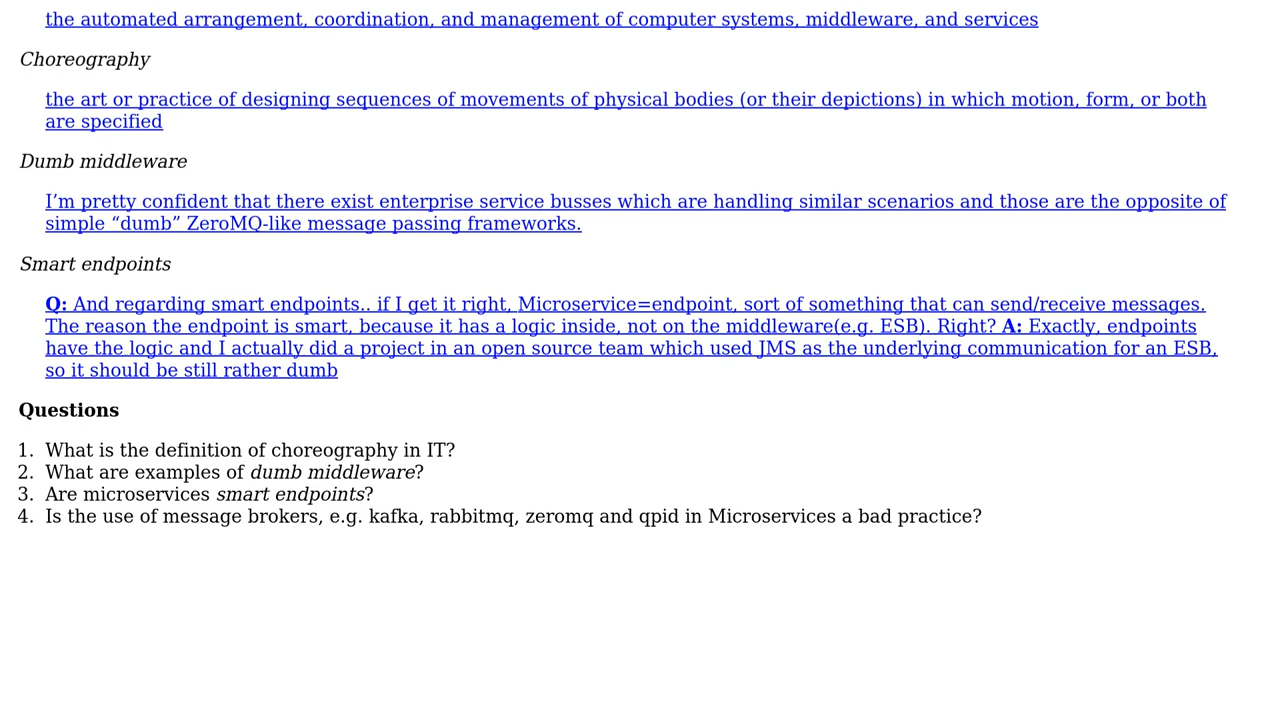 the automated arrangement, coordination, and management of computer systems, middleware, and services
Choreography
the art or practice of designing sequences of movements of physical bodies (or their depictions) in which motion, form, or both
are specified
Dumb middleware
I’m pretty confident that there exist enterprise service busses which are handling similar scenarios and those are the opposite of
simple “dumb” ZeroMQ-like message passing frameworks.
Smart endpoints
Q: And regarding smart endpoints.. if I get it right, Microservice=endpoint, sort of something that can send/receive messages.
The reason the endpoint is smart, because it has a logic inside, not on the middleware(e.g. ESB). Right? A: Exactly, endpoints
have the logic and I actually did a project in an open source team which used JMS as the underlying communication for an ESB,
so it should be still rather dumb
Questions
1. What is the definition of choreography in IT?
2. What are examples of dumb middleware?
3. Are microservices smart endpoints?
4. Is the use of message brokers, e.g. kafka, rabbitmq, zeromq and qpid in Microservices a bad practice?